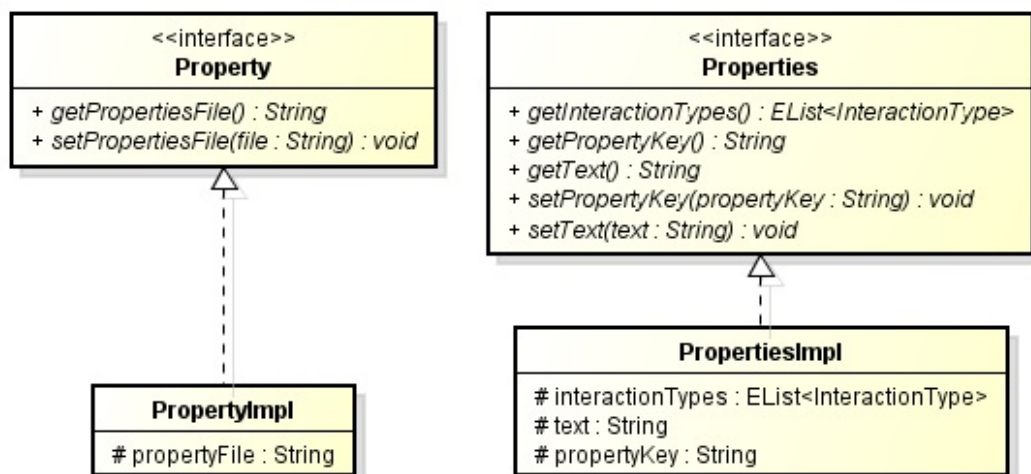 <<interface>>
Property
+ getPropertiesFile() : String
+ setPropertiesFile(file : String) : void
PropertyImpl
# propertyFile : String
<<interface>>
Properties
+ getInteractionTypes() : EList<InteractionType>
+ getPropertyKey() : String
+ getText() : String
+ setPropertyKey(propertyKey : String) : void
+ setText(text : String) : void
PropertiesImpl
# interactionTypes : EList<InteractionType>
# text : String
# propertyKey : String